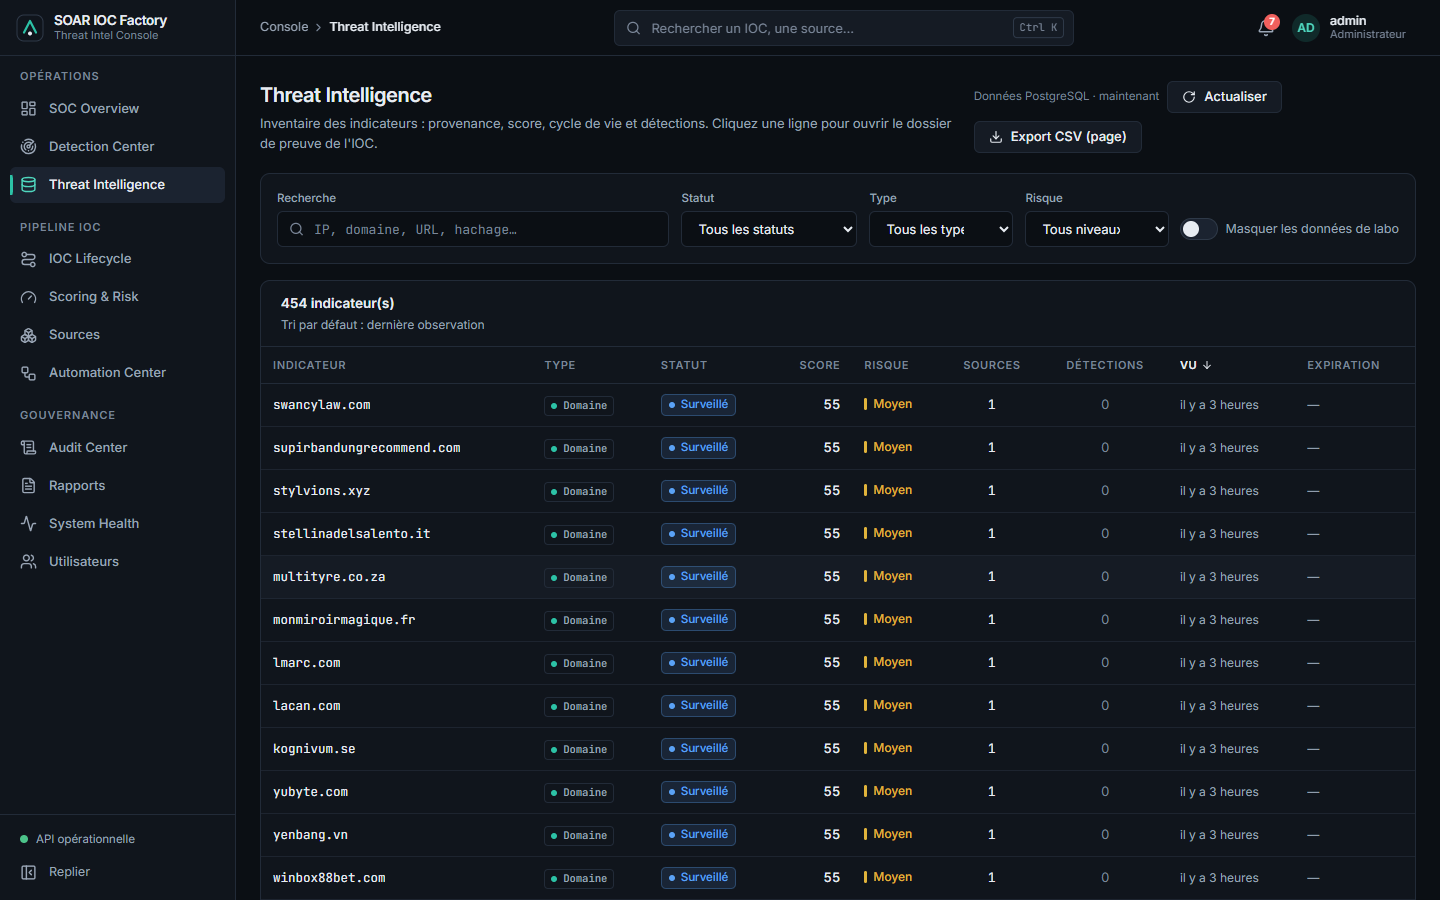 SOAR IOC Factory
Threat Intel Console
OPÉRATIONS
SOC Overview
Detection Center
Threat Intelligence
PIPELINE IOC
IOC Lifecycle
Scoring & Risk
Sources
Automation Center
GOUVERNANCE
Audit Center
Rapports
System Health
Utilisateurs
API opérationnelle
Replier
Console > Threat Intelligence
Rechercher un IOC, une source... Ctrl K
7
AD
admin
Administrateur
Threat Intelligence
Inventaire des indicateurs : provenance, score, cycle de vie et détections. Cliquez une ligne pour ouvrir le dossier
de preuve de l'IOC.
Données PostgreSQL · maintenant
Actualiser
Export CSV (page)
Recherche Statut Type Risque
IP, domaine, URL, hachage… Tous les statuts Tous les type Tous niveaux Masquer les données de labo
454 indicateur(s)
Tri par défaut : dernière observation
INDICATEUR TYPE STATUT SCORE RISQUE SOURCES DÉTECTIONS VU ↓ EXPIRATION
swancylaw.com Domaine Surveillé 55 Moyen 1 0 il y a 3 heures —
supirbandungrecommend.com Domaine Surveillé 55 Moyen 1 0 il y a 3 heures —
stylvions.xyz Domaine Surveillé 55 Moyen 1 0 il y a 3 heures —
stellinadelsalento.it Domaine Surveillé 55 Moyen 1 0 il y a 3 heures —
multityre.co.za Domaine Surveillé 55 Moyen 1 0 il y a 3 heures —
monmiroirmagique.fr Domaine Surveillé 55 Moyen 1 0 il y a 3 heures —
lmarc.com Domaine Surveillé 55 Moyen 1 0 il y a 3 heures —
lacan.com Domaine Surveillé 55 Moyen 1 0 il y a 3 heures —
kognivum.se Domaine Surveillé 55 Moyen 1 0 il y a 3 heures —
yubyte.com Domaine Surveillé 55 Moyen 1 0 il y a 3 heures —
yenbang.vn Domaine Surveillé 55 Moyen 1 0 il y a 3 heures —
winbox88bet.com Domaine Surveillé 55 Moyen 1 0 il y a 3 heures —